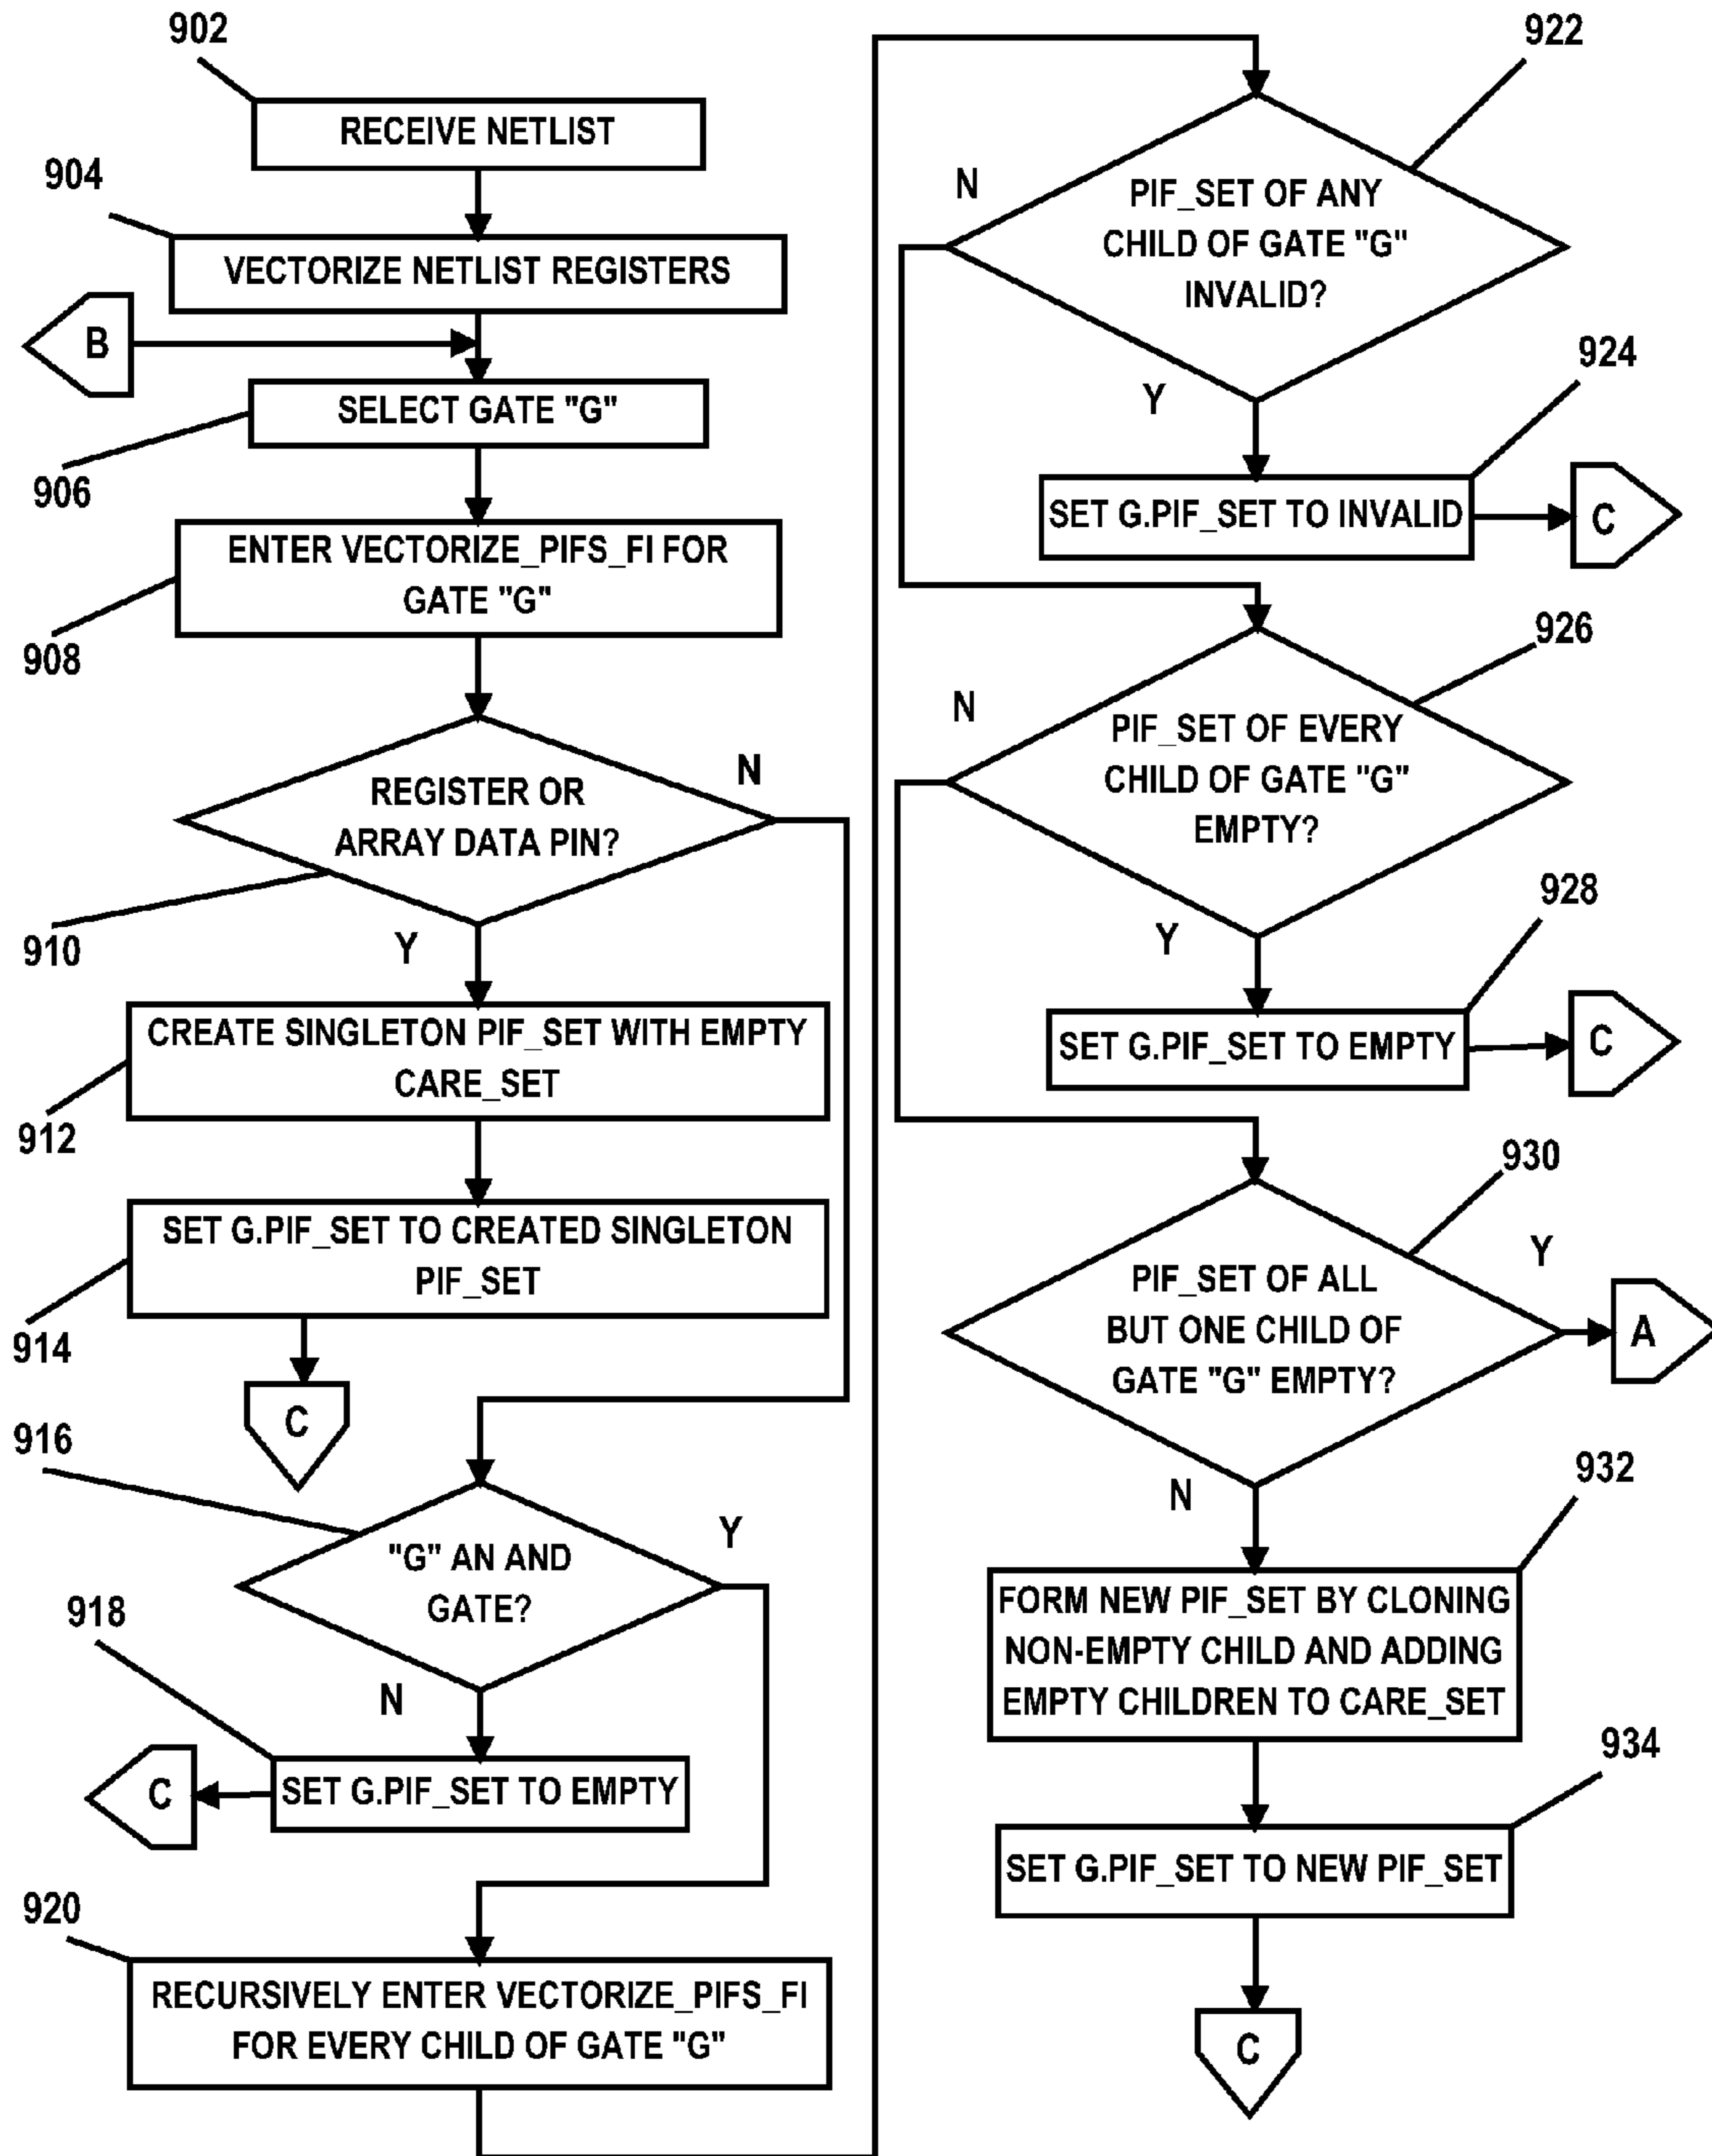 902
RECEIVE NETLIST
904
VECTORIZE NETLIST REGISTERS
B
SELECT GATE "G"
906
ENTER VECTORIZE_PIFS_FI FOR
GATE "G"
908
REGISTER OR
ARRAY DATA PIN?
N
910
Y
CREATE SINGLETON PIF_SET WITH EMPTY
CARE_SET
912
SET G.PIF_SET TO CREATED SINGLETON
PIF_SET
914
C
916
"G" AN AND
GATE?
Y
918
N
SET G.PIF_SET TO EMPTY
C
920
RECURSIVELY ENTER VECTORIZE_PIFS_FI
FOR EVERY CHILD OF GATE "G"
922
N
PIF_SET OF ANY
CHILD OF GATE "G"
INVALID?
924
Y
SET G.PIF_SET TO INVALID
C
926
N
PIF_SET OF EVERY
CHILD OF GATE "G"
EMPTY?
928
Y
SET G.PIF_SET TO EMPTY
C
930
Y
PIF_SET OF ALL
BUT ONE CHILD OF
GATE "G" EMPTY?
A
932
N
FORM NEW PIF_SET BY CLONING
NON-EMPTY CHILD AND ADDING
EMPTY CHILDREN TO CARE_SET
934
SET G.PIF_SET TO NEW PIF_SET
C